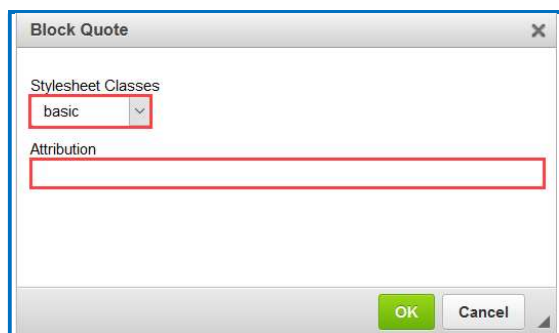 Block Quote
Stylesheet Classes
basic
Attribution
OK Cancel